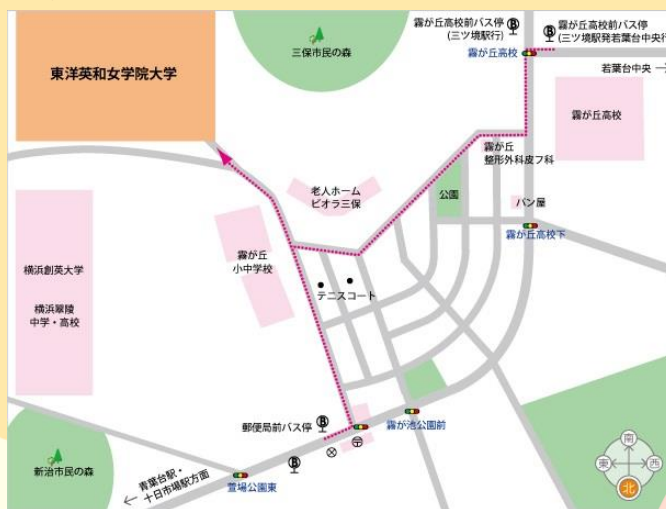 霧が丘高校前バス停
(三ツ境駅行)
霧が丘高校前バス停
(三ツ境駅発若葉台中央行
三保市民の森
霧が丘高校
東洋英和女学院大学
若葉台中央
霧が丘高校
霧が丘
整形外科皮フ科
老人ホーム
ビオラ三保
公園
パン屋
霧が丘高校下
霧が丘
小中学校
横浜創英大学
横浜翠陵
中学・高校
テニスコート
郵便局前バス停
霧が池公園前
新治市民の森
青葉台駅・
十日市場駅方面
萱場公園東
南
東
西
北